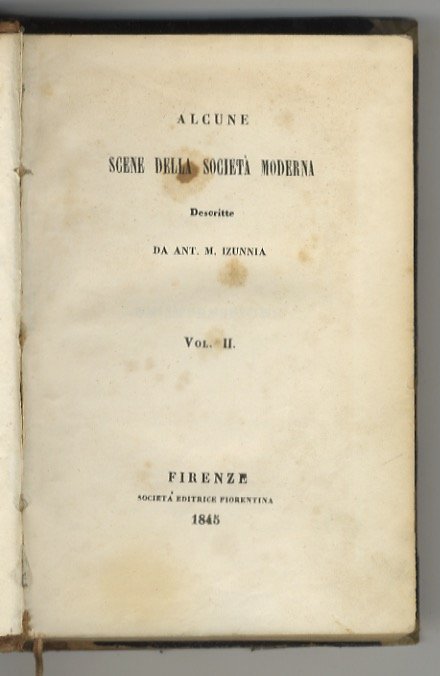 ALCUNE
SCENE DELLA SOCIETÀ MODERNA
Descritte
DA ANT. M. IZUNNIA
VOL. II.
FIRENZE
SOCIETÀ EDITRICE FIORENTINA
1845